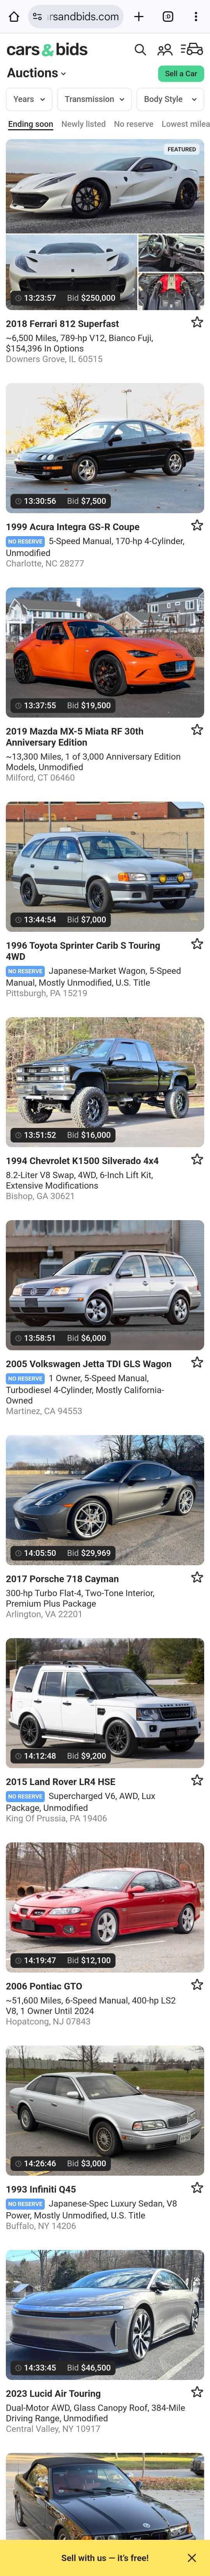 :rsandbids.com
cars&bids
Auctions
Sell a Car
Years
Transmission
Body Style
Ending soon
Newly listed
No reserve
Lowest milea
FEATURED
13:23:57 Bid $250,000
2018 Ferrari 812 Superfast
~6,500 Miles, 789-hp V12, Bianco Fuji,
$154,396 In Options
Downers Grove, IL 60515
13:30:56 Bid $7,500
1999 Acura Integra GS-R Coupe
NO RESERVE 5-Speed Manual, 170-hp 4-Cylinder,
Unmodified
Charlotte, NC 28277
13:37:55 Bid $19,500
2019 Mazda MX-5 Miata RF 30th
Anniversary Edition
~13,300 Miles, 1 of 3,000 Anniversary Edition
Models, Unmodified
Milford, CT 06460
13:44:54 Bid $7,000
1996 Toyota Sprinter Carib S Touring
4WD
NO RESERVE Japanese-Market Wagon, 5-Speed
Manual, Mostly Unmodified, U.S. Title
Pittsburgh, PA 15219
13:51:52 Bid $16,000
1994 Chevrolet K1500 Silverado 4x4
8.2-Liter V8 Swap, 4WD, 6-Inch Lift Kit,
Extensive Modifications
Bishop, GA 30621
13:58:51 Bid $6,000
2005 Volkswagen Jetta TDI GLS Wagon
NO RESERVE 1 Owner, 5-Speed Manual,
Turbodiesel 4-Cylinder, Mostly California-
Owned
Martinez, CA 94553
14:05:50 Bid $29,969
2017 Porsche 718 Cayman
300-hp Turbo Flat-4, Two-Tone Interior,
Premium Plus Package
Arlington, VA 22201
14:12:48 Bid $9,200
2015 Land Rover LR4 HSE
NO RESERVE Supercharged V6, AWD, Lux
Package, Unmodified
King Of Prussia, PA 19406
14:19:47 Bid $12,100
2006 Pontiac GTO
~51,600 Miles, 6-Speed Manual, 400-hp LS2
V8, 1 Owner Until 2024
Hopatcong, NJ 07843
14:26:46 Bid $3,000
1993 Infiniti Q45
NO RESERVE Japanese-Spec Luxury Sedan, V8
Power, Mostly Unmodified, U.S. Title
Buffalo, NY 14206
14:33:45 Bid $46,500
2023 Lucid Air Touring
Dual-Motor AWD, Glass Canopy Roof, 384-Mile
Driving Range, Unmodified
Central Valley, NY 10917
Sell with us — it's free!